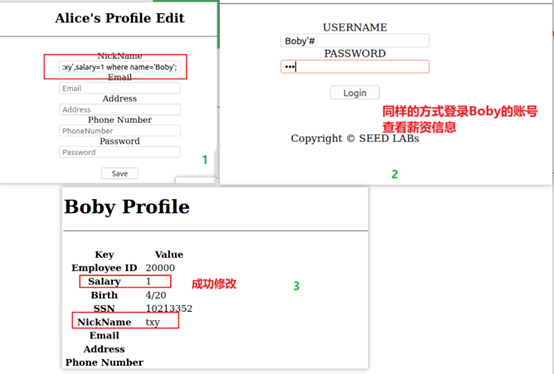 Alice's Profile Edit
NickName
:xy',salary=1 where name='Boby';
Email
Email
Address
Address
Phone Number
PhoneNumber
Password
Password
Save
1
USERNAME
Boby'#
PASSWORD
•••
Login
同样的方式登录Boby的账号
查看薪资信息
Copyright © SEED LABs
2
Boby Profile
Key Value
Employee ID 20000
Salary 1
成功修改
3
Birth 4/20
SSN 10213352
NickName txy
Email
Address
Phone Number